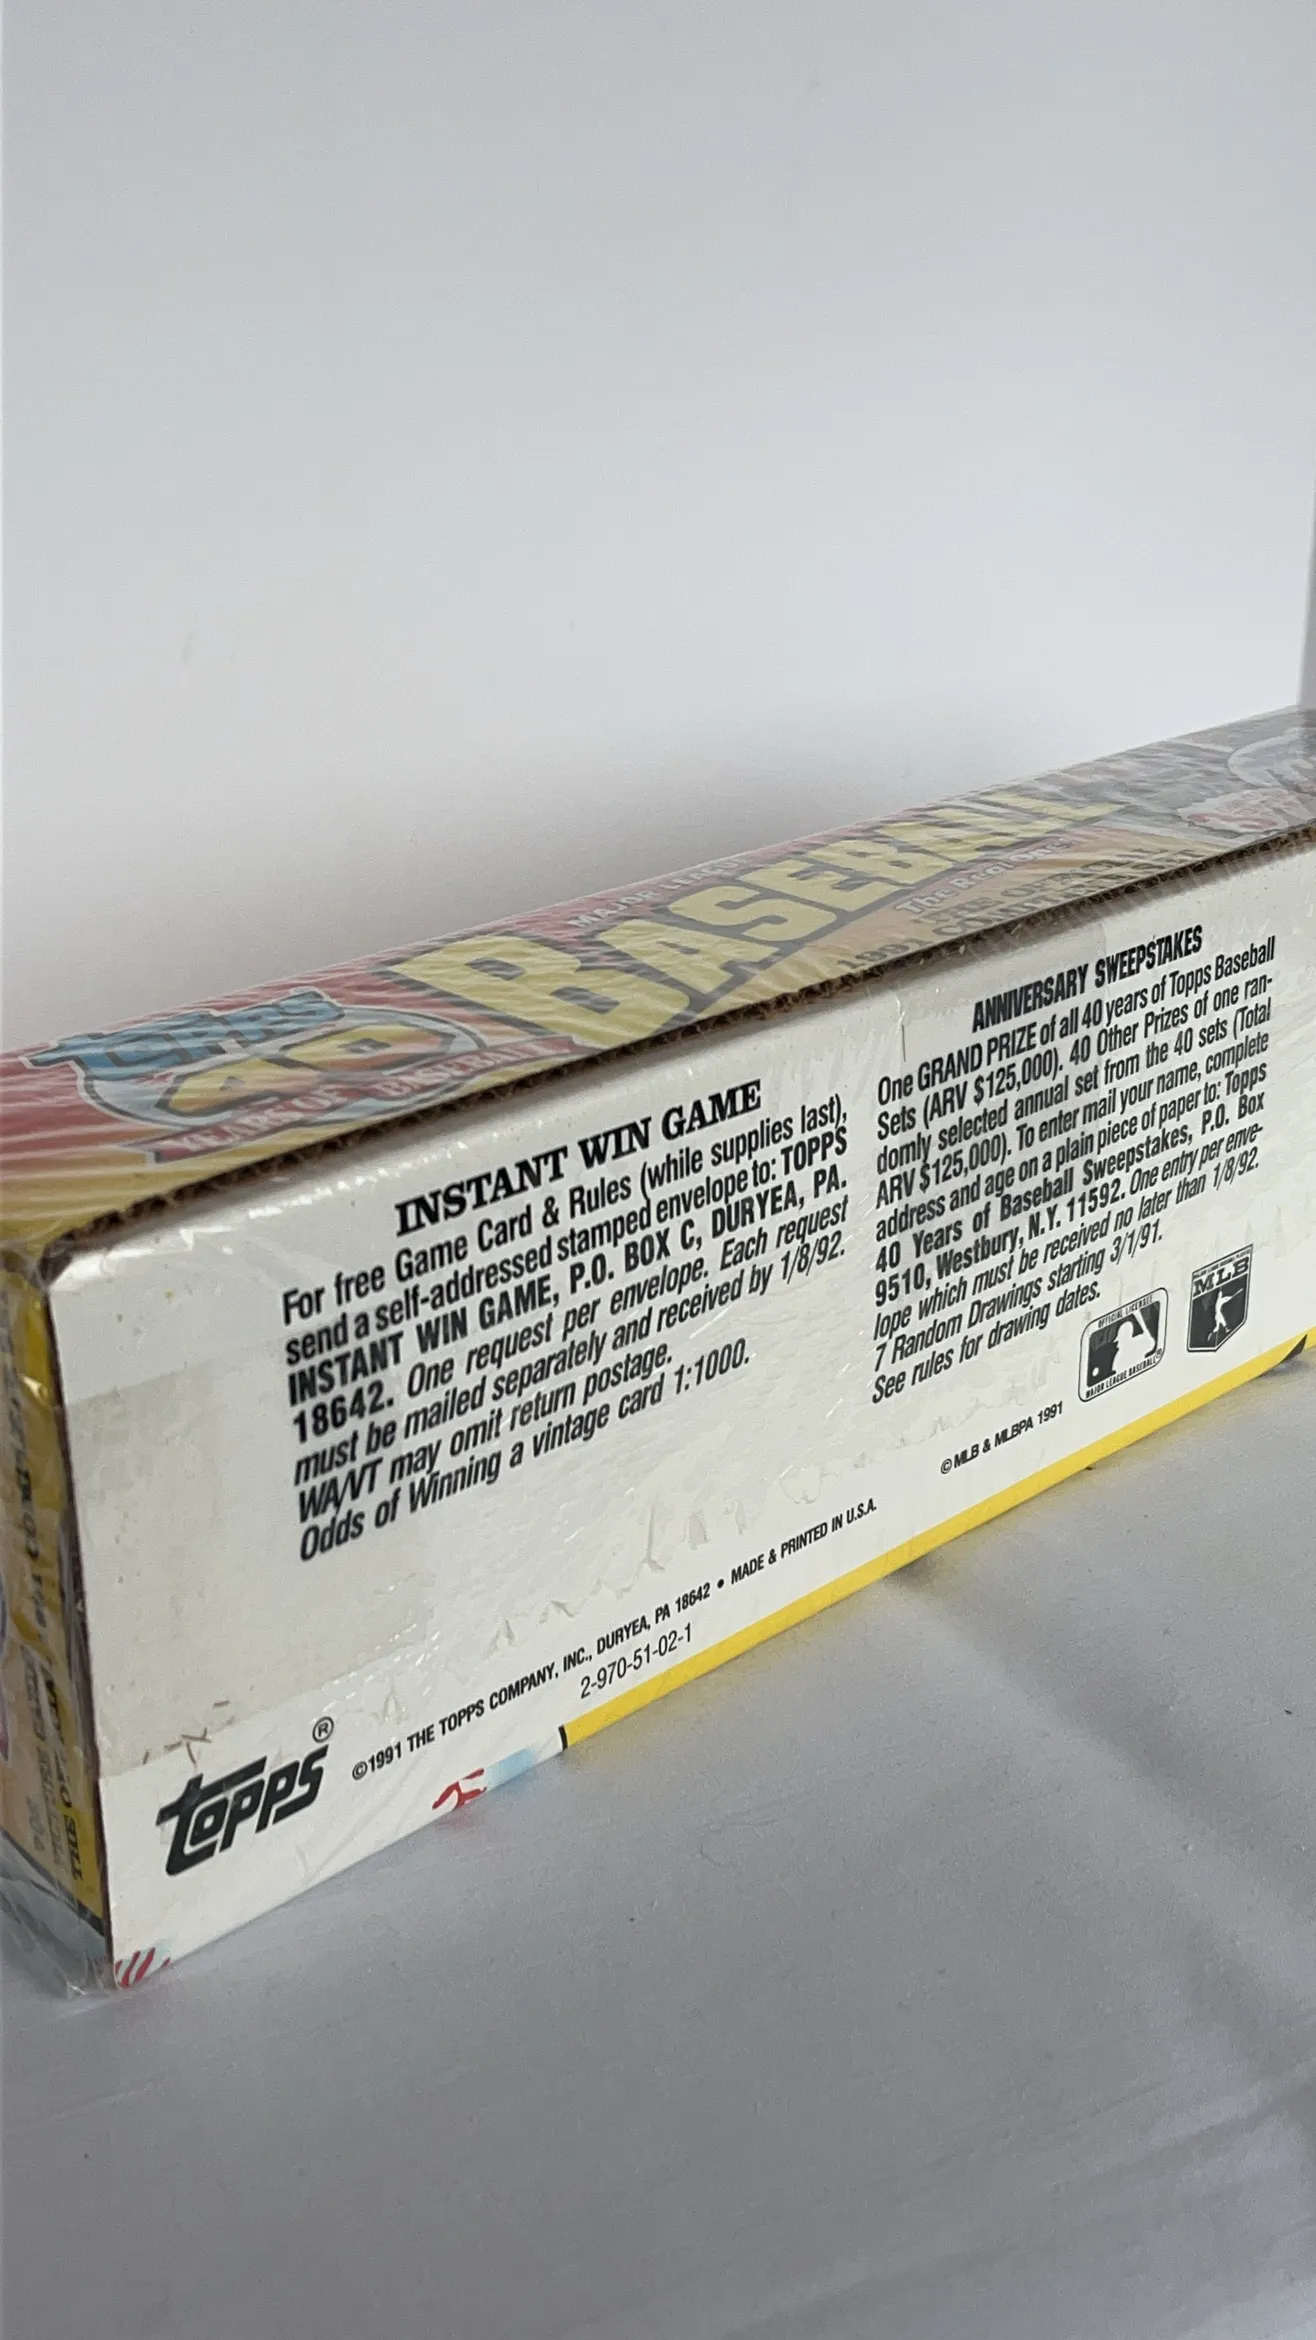 TOPPS
40
YEARS OF BASEBALL
MAJOR LEAGUE
BASEBALL
The Real One
INSTANT WIN GAME
For free Game Card & Rules (while supplies last),
send a self-addressed stamped envelope to: TOPPS
INSTANT WIN GAME, P.O. BOX C, DURYEA, PA.
18642. One request per envelope. Each request
must be mailed separately and received by 1/8/92.
WA/VT may omit return postage.
Odds of Winning a vintage card 1:1000.
ANNIVERSARY SWEEPSTAKES
One GRAND PRIZE of all 40 years of Topps Baseball
Sets (ARV $125,000). 40 Other Prizes of one ran-
domly selected annual set from the 40 sets (Total
ARV $125,000). To enter mail your name, complete
address and age on a plain piece of paper to: Topps
40 Years of Baseball Sweepstakes, P.O. Box
9510, Westbury, N.Y. 11592. One entry per enve-
lope which must be received no later than 1/8/92.
7 Random Drawings starting 3/1/91.
See rules for drawing dates.
OFFICIAL LICENSEE
MAJOR LEAGUE BASEBALL
MLB
© MLB & MLBPA 1991
TOPPS®
©1991 THE TOPPS COMPANY, INC., DURYEA, PA 18642 • MADE & PRINTED IN U.S.A.
2-970-51-02-1